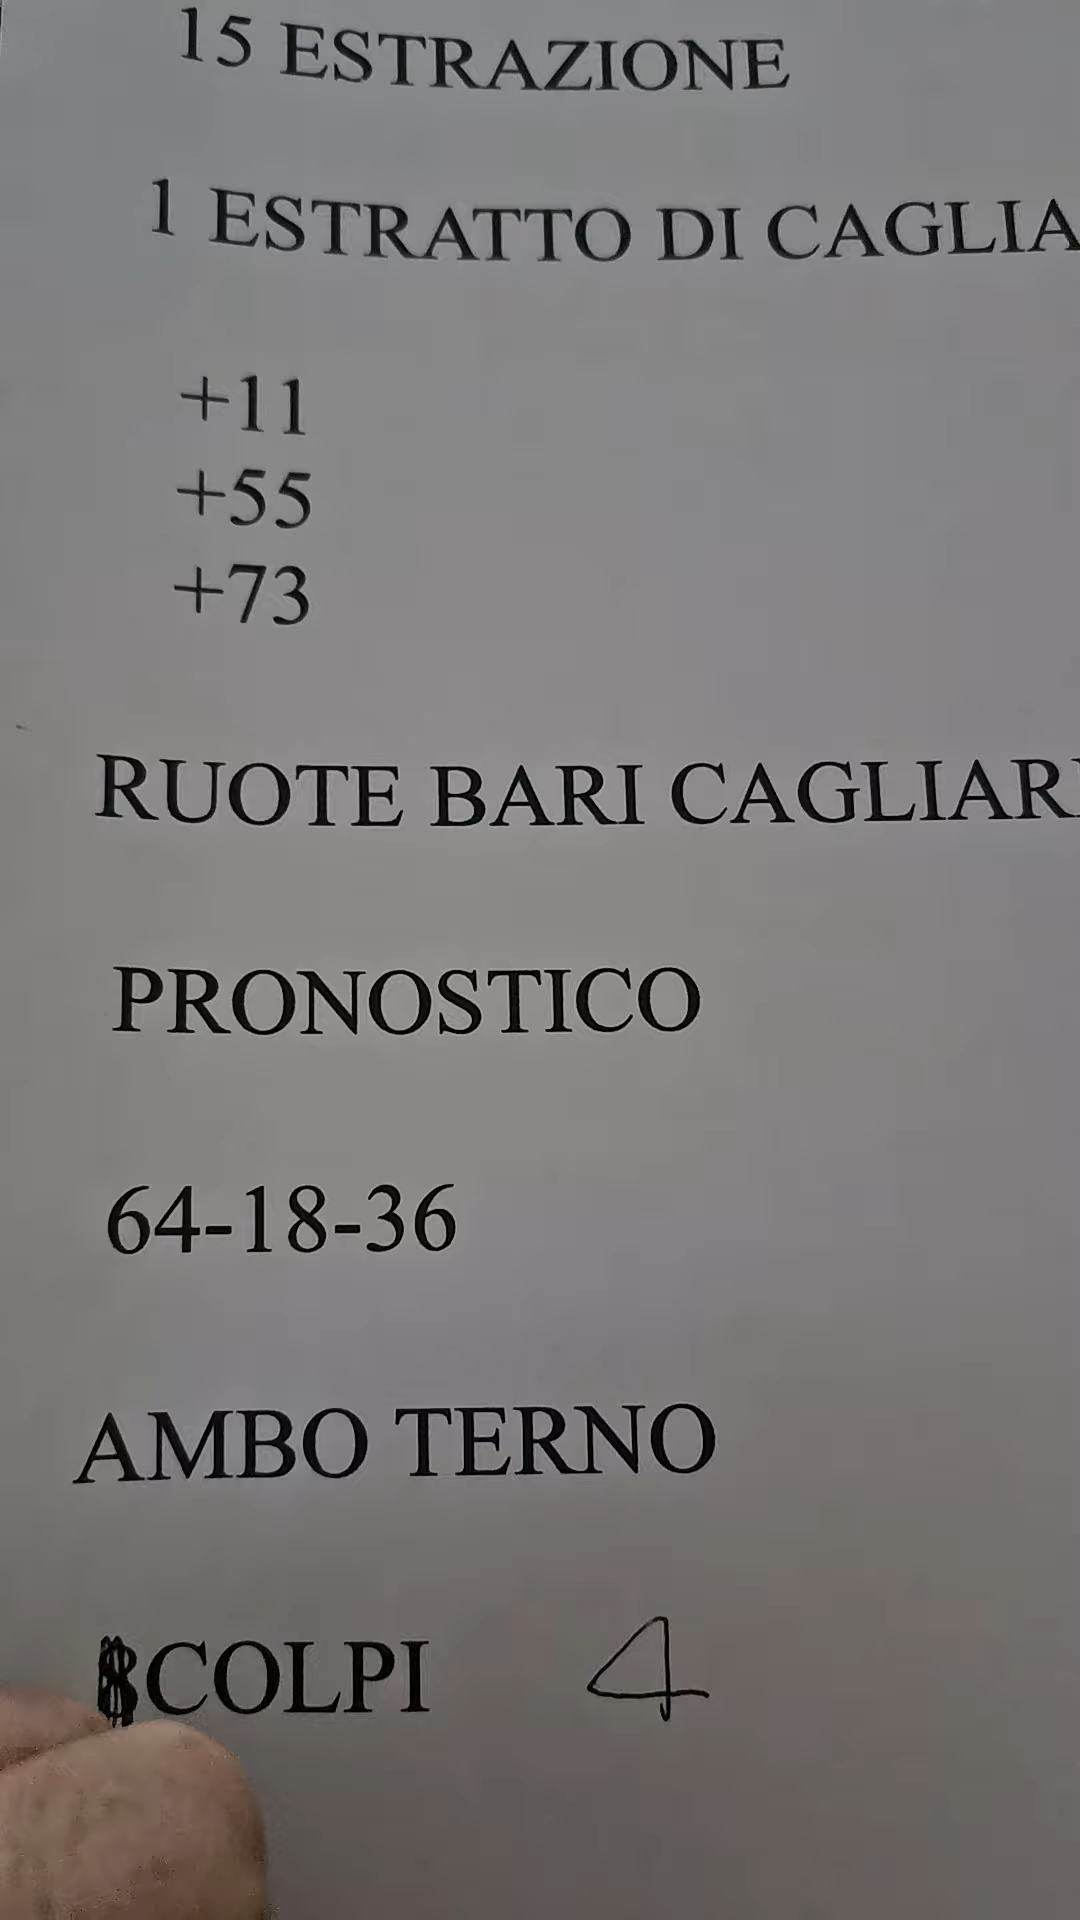 15 ESTRAZIONE
1 ESTRATTO DI CAGLIA
+11
+55
+73
RUOTE BARI CAGLIARI
PRONOSTICO
64-18-36
AMBO TERNO
COLPI 4